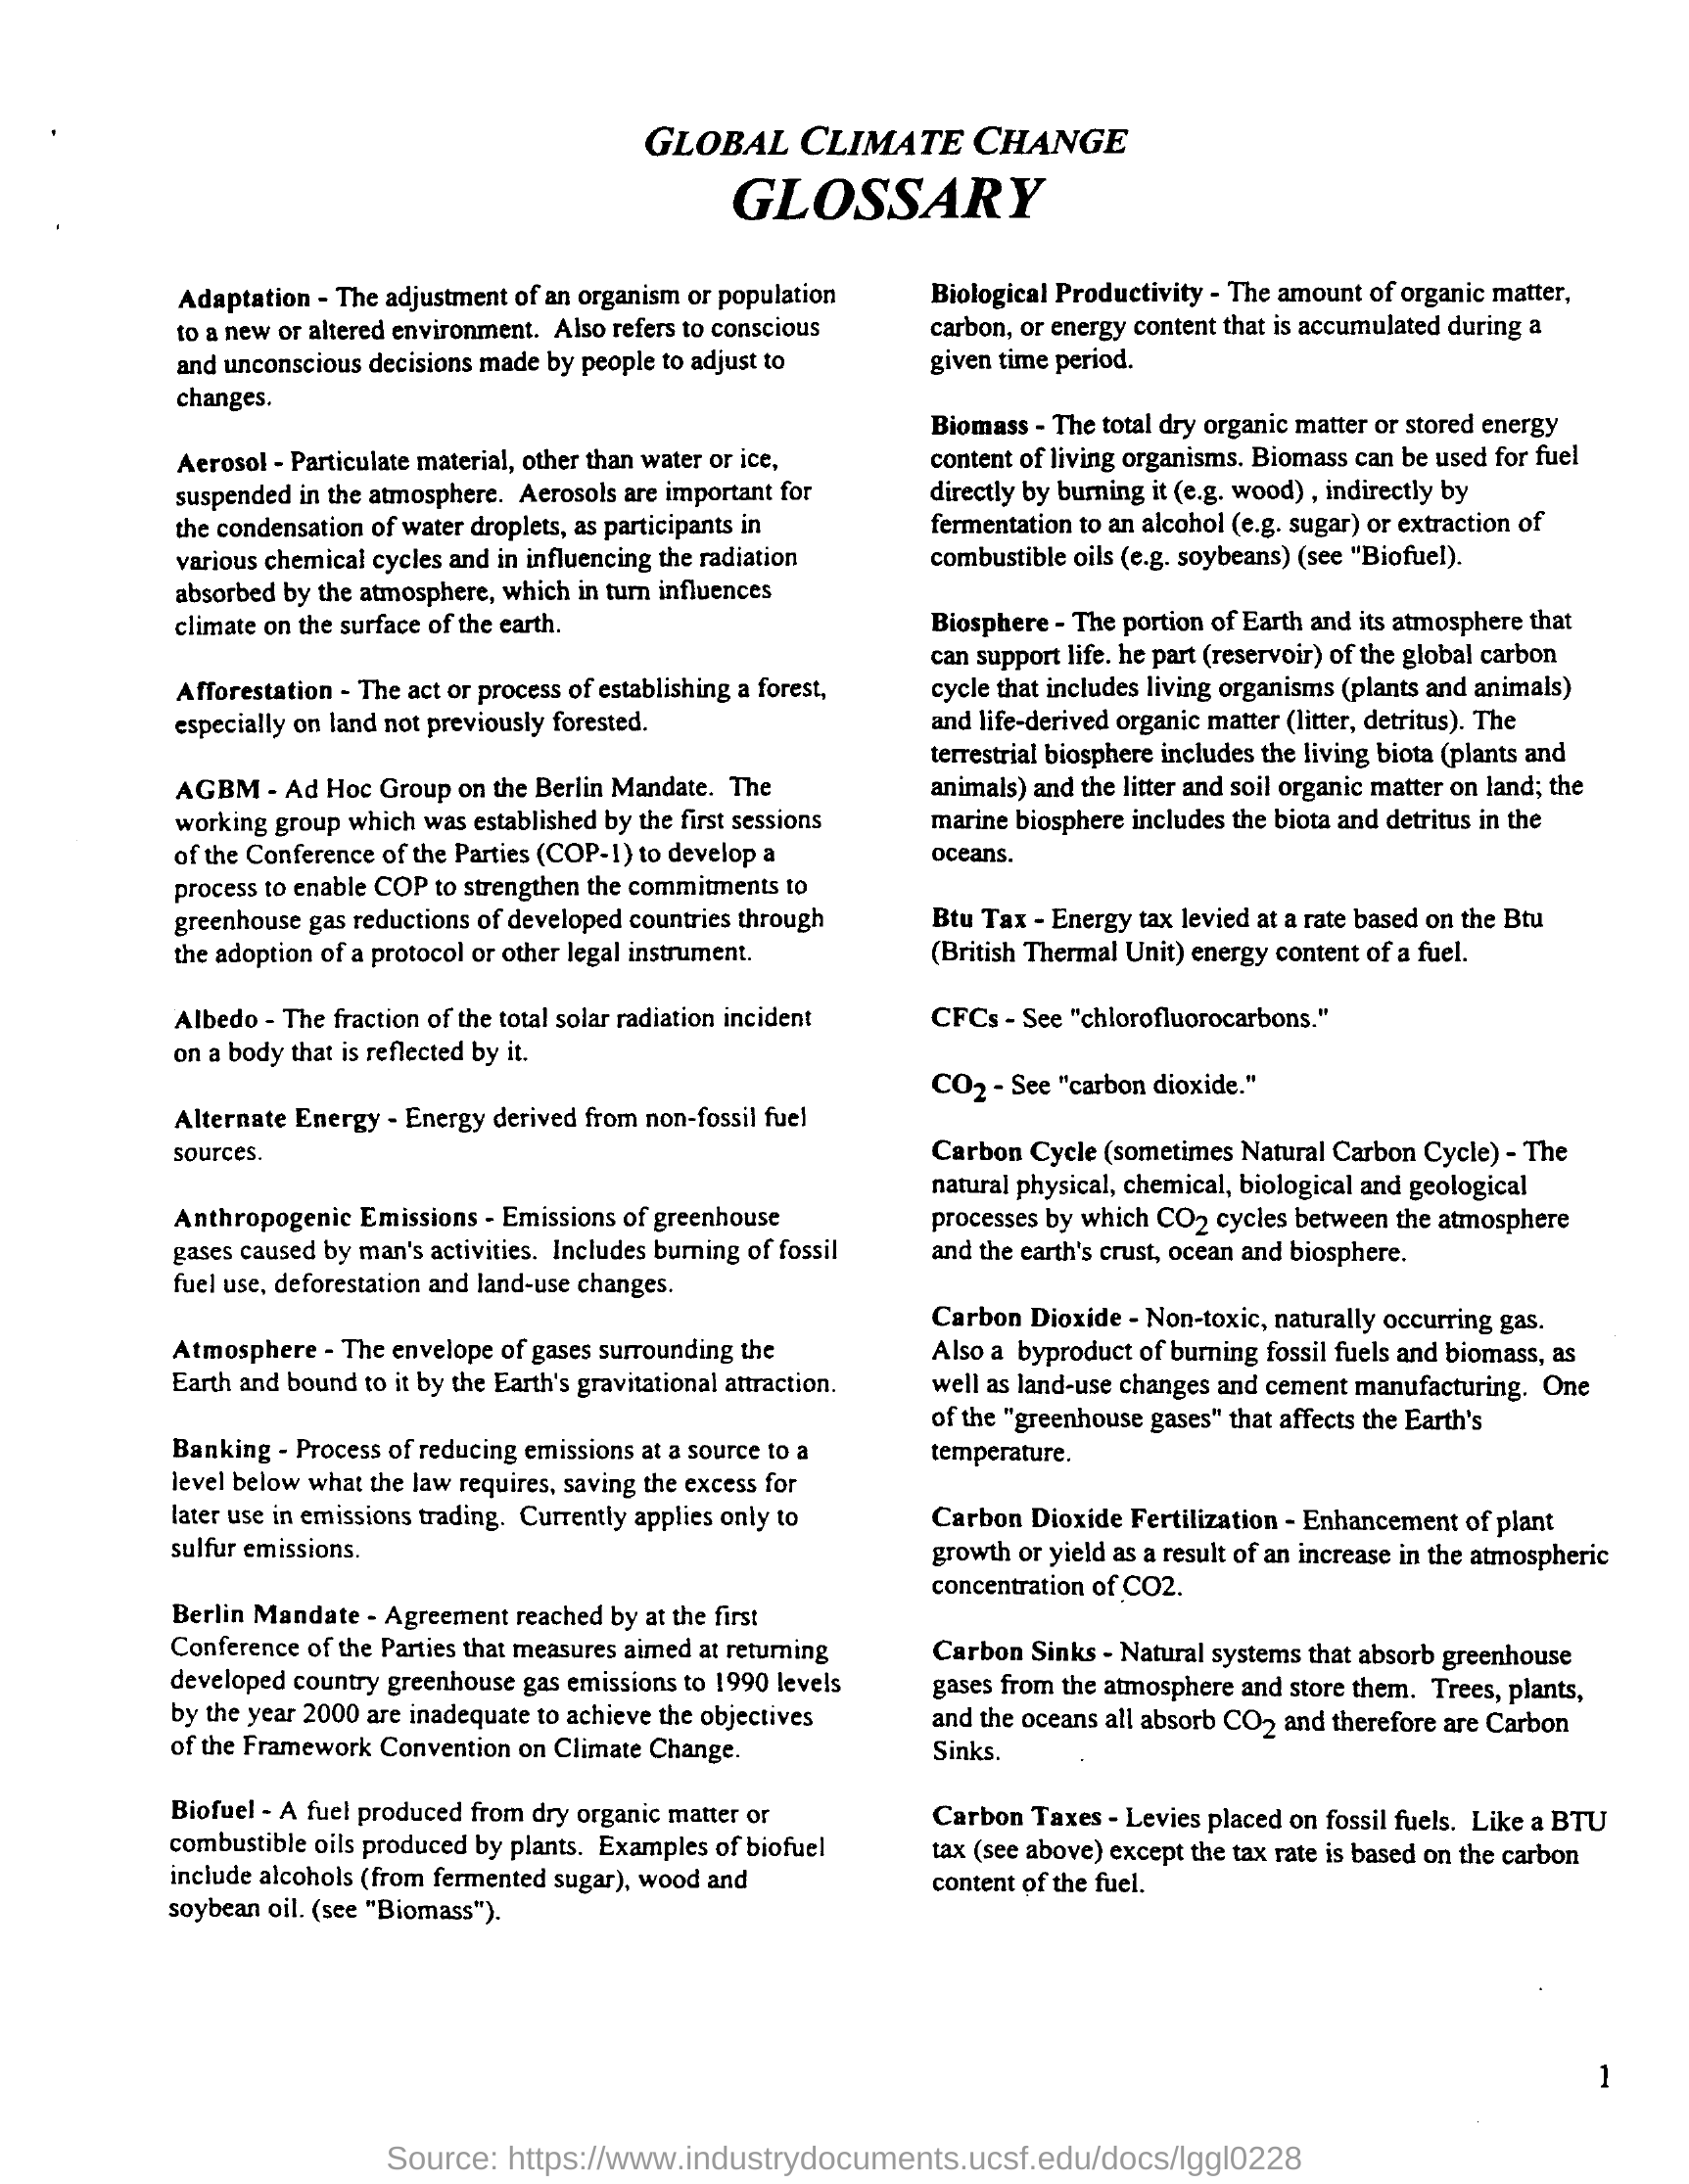 GLOBAL CLIMATE CHANGE
GLOSSARY
Adaptation - The adjustment of an organism or population
to a new or altered environment. Also refers to conscious
and unconscious decisions made by people to adjust to
changes.
Aerosol - Particulate material, other than water or ice,
suspended in the atmosphere. Aerosols are important for
the condensation of water droplets, as participants in
various chemical cycles and in influencing the radiation
absorbed by the atmosphere, which in turn influences
climate on the surface of the earth.
Afforestation - The act or process of establishing a forest,
especially on land not previously forested.
AGBM - Ad Hoc Group on the Berlin Mandate. The
working group which was established by the first sessions
of the Conference of the Parties (COP-1) to develop a
process to enable COP to strengthen the commitments to
greenhouse gas reductions of developed countries through
the adoption of a protocol or other legal instrument.
Albedo - The fraction of the total solar radiation incident
on a body that is reflected by it.
Alternate Energy - Energy derived from non-fossil fuel
sources.
Anthropogenic Emissions - Emissions of greenhouse
gases caused by man's activities. Includes burning of fossil
fuel use, deforestation and land-use changes.
Atmosphere - The envelope of gases surrounding the
Earth and bound to it by the Earth's gravitational attraction.
Banking - Process of reducing emissions at a source to a
level below what the law requires, saving the excess for
later use in emissions trading. Currently applies only to
sulfur emissions.
Berlin Mandate - Agreement reached by at the first
Conference of the Parties that measures aimed at returning
developed country greenhouse gas emissions to 1990 levels
by the year 2000 are inadequate to achieve the objectives
of the Framework Convention on Climate Change.
Biofuel - A fuel produced from dry organic matter or
combustible oils produced by plants. Examples of biofuel
include alcohols (from fermented sugar), wood and
soybean oil. (see "Biomass").
Biological Productivity - The amount of organic matter,
carbon, or energy content that is accumulated during a
given time period.
Biomass - The total dry organic matter or stored energy
content of living organisms. Biomass can be used for fuel
directly by burning it (e.g. wood) , indirectly by
fermentation to an alcohol (e.g. sugar) or extraction of
combustible oils (e.g. soybeans) (see "Biofuel).
Biosphere - The portion of Earth and its atmosphere that
can support life. he part (reservoir) of the global carbon
cycle that includes living organisms (plants and animals)
and life-derived organic matter (litter, detritus). The
terrestrial biosphere includes the living biota (plants and
animals) and the litter and soil organic matter on land; the
marine biosphere includes the biota and detritus in the
oceans.
Btu Tax - Energy tax levied at a rate based on the Btu
(British Thermal Unit) energy content of a fuel.
CFCs - See "chlorofluorocarbons."
CO₂ - See "carbon dioxide."
Carbon Cycle (sometimes Natural Carbon Cycle) - The
natural physical, chemical, biological and geological
processes by which CO₂ cycles between the atmosphere
and the earth's crust, ocean and biosphere.
Carbon Dioxide - Non-toxic, naturally occurring gas.
Also a byproduct of burning fossil fuels and biomass, as
well as land-use changes and cement manufacturing. One
of the "greenhouse gases" that affects the Earth's
temperature.
Carbon Dioxide Fertilization - Enhancement of plant
growth or yield as a result of an increase in the atmospheric
concentration of CO2.
Carbon Sinks - Natural systems that absorb greenhouse
gases from the atmosphere and store them. Trees, plants,
and the oceans all absorb CO₂ and therefore are Carbon
Sinks.
Carbon Taxes - Levies placed on fossil fuels. Like a BTU
tax (see above) except the tax rate is based on the carbon
content of the fuel.
1
Source: https://www.industrydocuments.ucsf.edu/docs/lggl0228